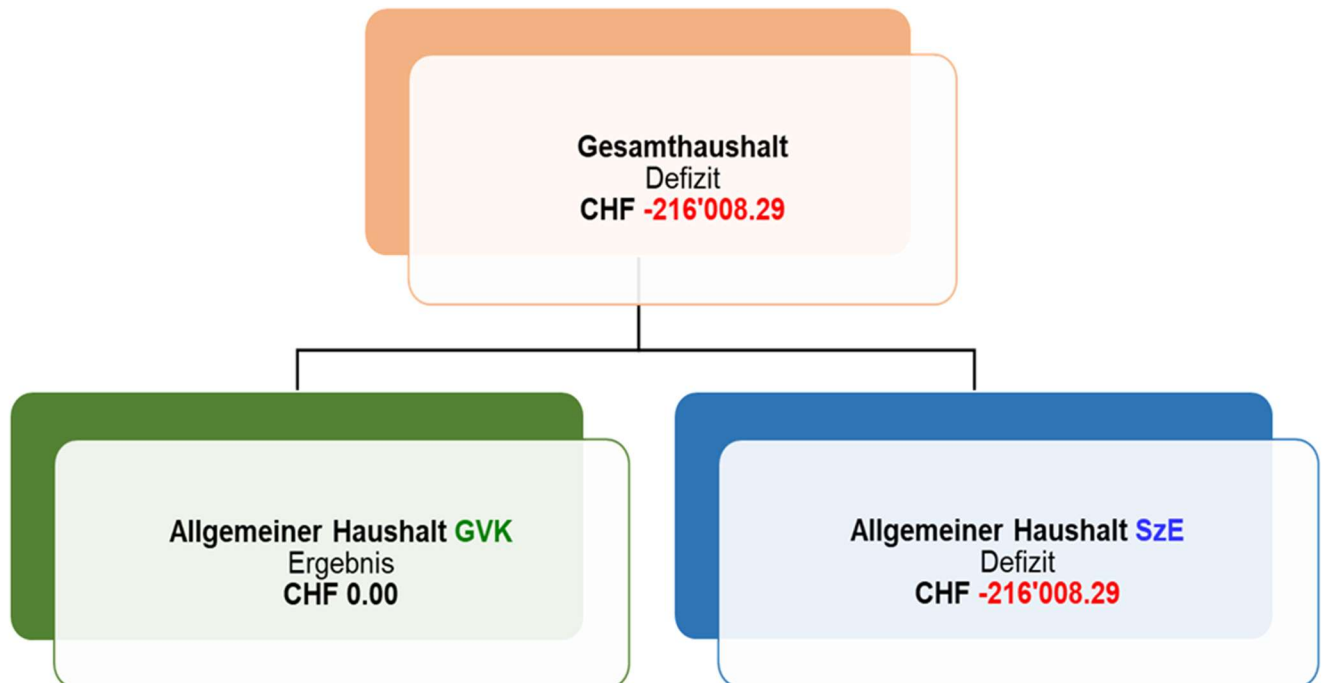 Gesamthaushalt
Defizit
CHF -216'008.29
Allgemeiner Haushalt GVK
Ergebnis
CHF 0.00
Allgemeiner Haushalt SzE
Defizit
CHF -216'008.29